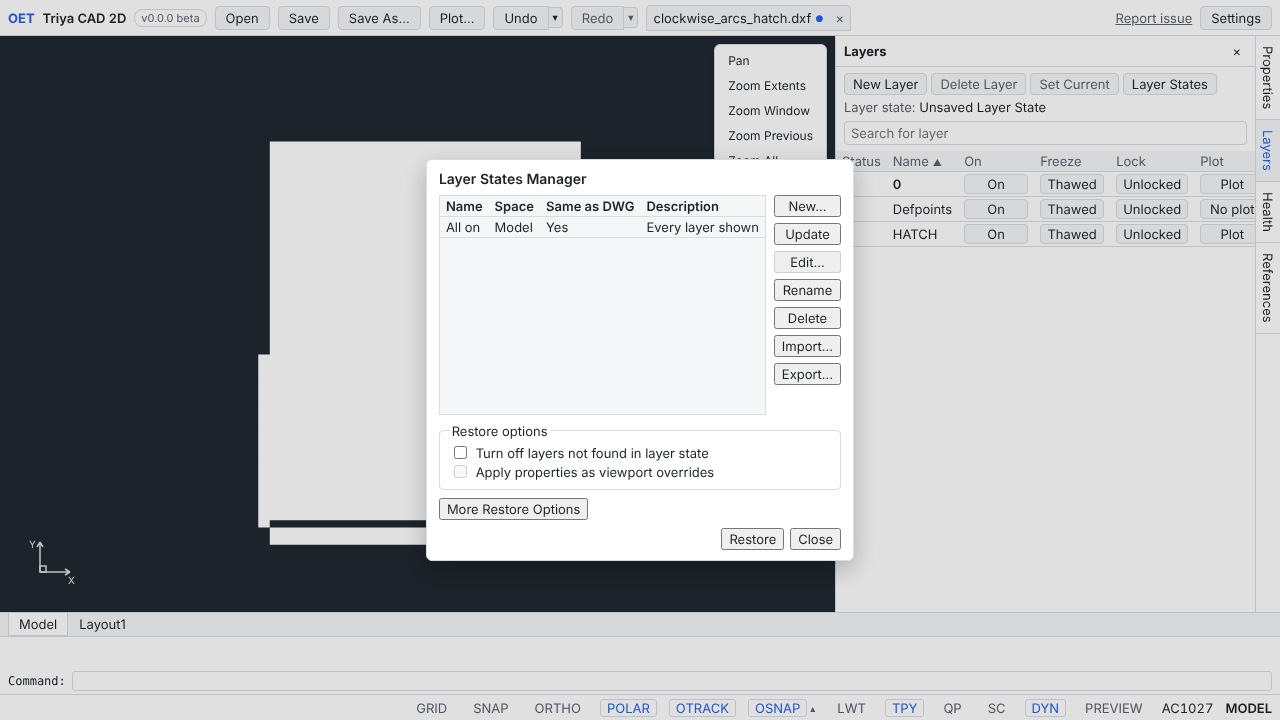 OET Triya CAD 2D v0.0.0 beta Open Save Save As... Plot... Undo ▾ Redo ▾ clockwise_arcs_hatch.dxf × Report issue Settings
Pan
Zoom Extents
Zoom Window
Zoom Previous
Layers ×
New Layer Delete Layer Set Current Layer States
Layer state: Unsaved Layer State
Search for layer
Status Name ▲ On Freeze Lock Plot
0 On Thawed Unlocked Plot
Defpoints On Thawed Unlocked No plot
HATCH On Thawed Unlocked Plot
Properties
Layers
Health
References
Layer States Manager
Name Space Same as DWG Description
All on Model Yes Every layer shown
New...
Update
Edit...
Rename
Delete
Import...
Export...
Restore options
Turn off layers not found in layer state
Apply properties as viewport overrides
More Restore Options
Restore Close
Y
X
Model Layout1
Command:
GRID SNAP ORTHO POLAR OTRACK OSNAP ▴ LWT TPY QP SC DYN PREVIEW AC1027 MODEL